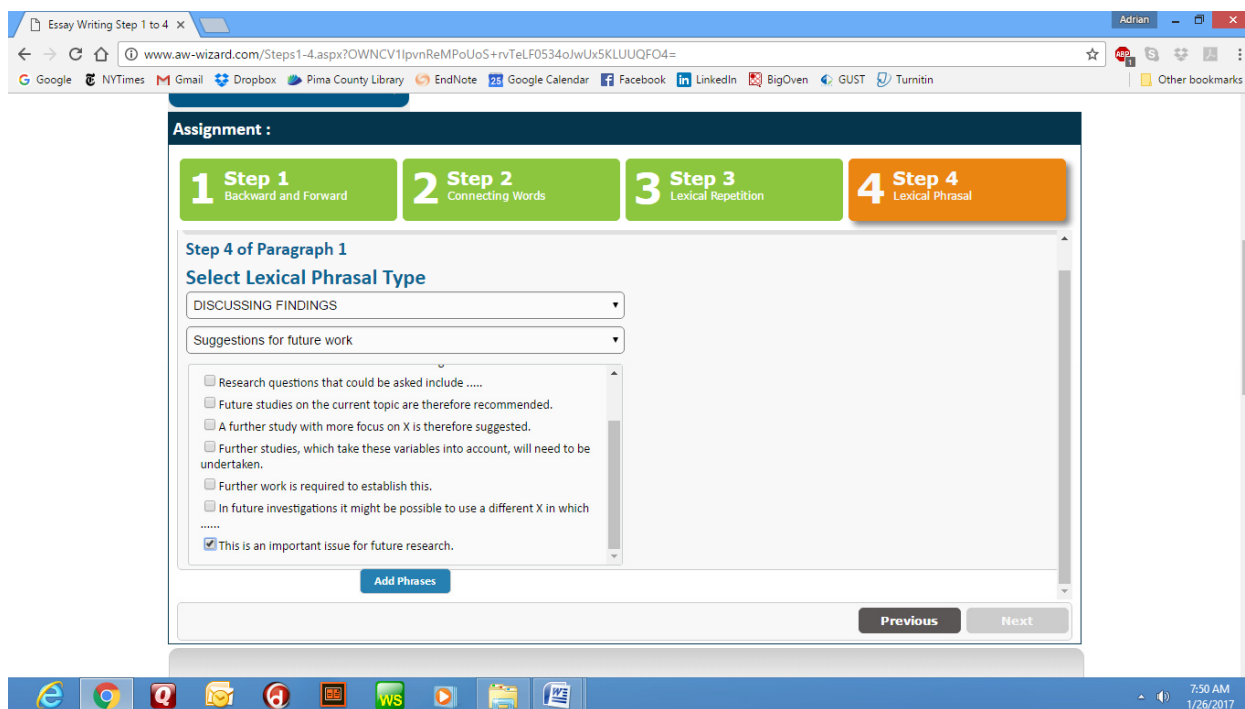 Essay Writing Step 1 to 4
Adrian
www.aw-wizard.com/Steps1-4.aspx?OWNCV1IpvnReMPoUoS+rvTeLF0534oJwUx5KLUUQFO4=
Google NYTimes Gmail Dropbox Pima County Library EndNote 25 Google Calendar Facebook LinkedIn BigOven GUST Turnitin Other bookmarks
Assignment :
1 Step 1
Backward and Forward
2 Step 2
Connecting Words
3 Step 3
Lexical Repetition
4 Step 4
Lexical Phrasal
Step 4 of Paragraph 1
Select Lexical Phrasal Type
DISCUSSING FINDINGS
Suggestions for future work
Research questions that could be asked include .....
Future studies on the current topic are therefore recommended.
A further study with more focus on X is therefore suggested.
Further studies, which take these variables into account, will need to be
undertaken.
Further work is required to establish this.
In future investigations it might be possible to use a different X in which
......
This is an important issue for future research.
Add Phrases
Previous Next
WS
7:50 AM
1/26/2017